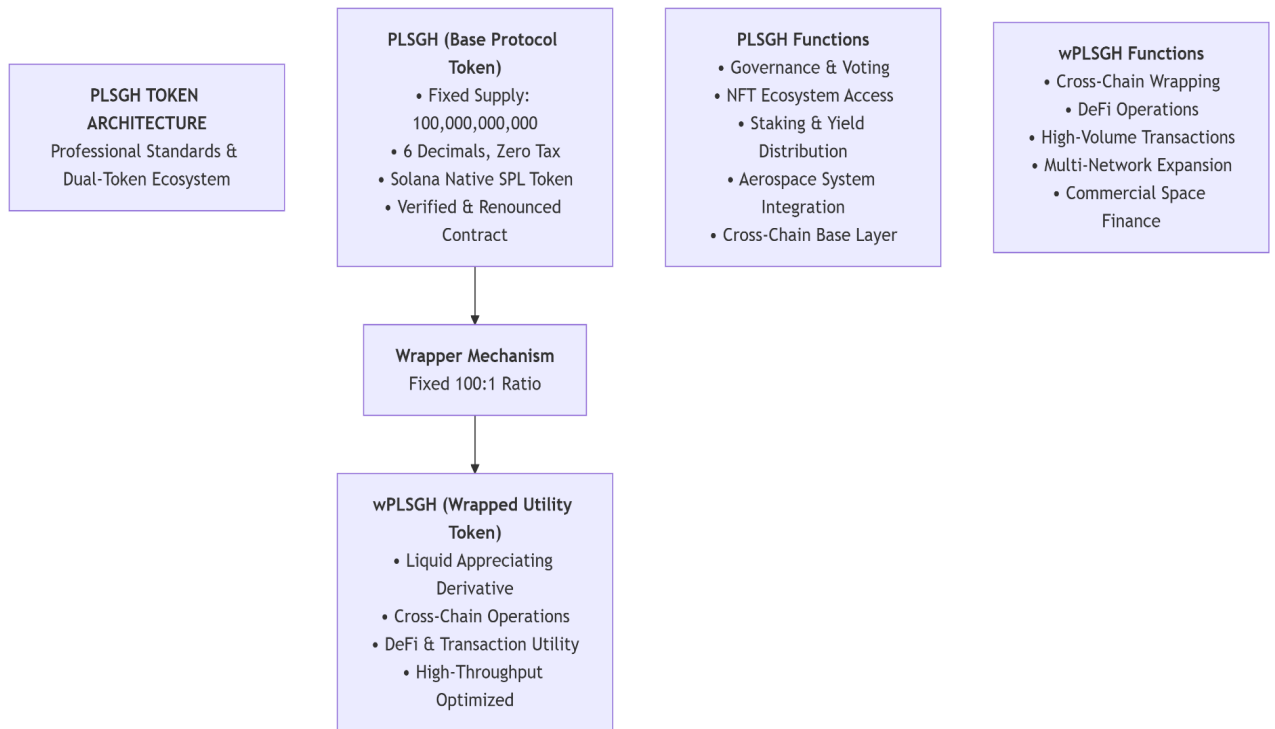 PLSGH TOKEN
ARCHITECTURE
Professional Standards &
Dual-Token Ecosystem
PLSGH (Base Protocol
Token)
• Fixed Supply:
100,000,000,000
• 6 Decimals, Zero Tax
• Solana Native SPL Token
• Verified & Renounced
Contract
PLSGH Functions
• Governance & Voting
• NFT Ecosystem Access
• Staking & Yield
Distribution
• Aerospace System
Integration
• Cross-Chain Base Layer
wPLSGH Functions
• Cross-Chain Wrapping
• DeFi Operations
• High-Volume Transactions
• Multi-Network Expansion
• Commercial Space
Finance
Wrapper Mechanism
Fixed 100:1 Ratio
wPLSGH (Wrapped Utility
Token)
• Liquid Appreciating
Derivative
• Cross-Chain Operations
• DeFi & Transaction Utility
• High-Throughput
Optimized